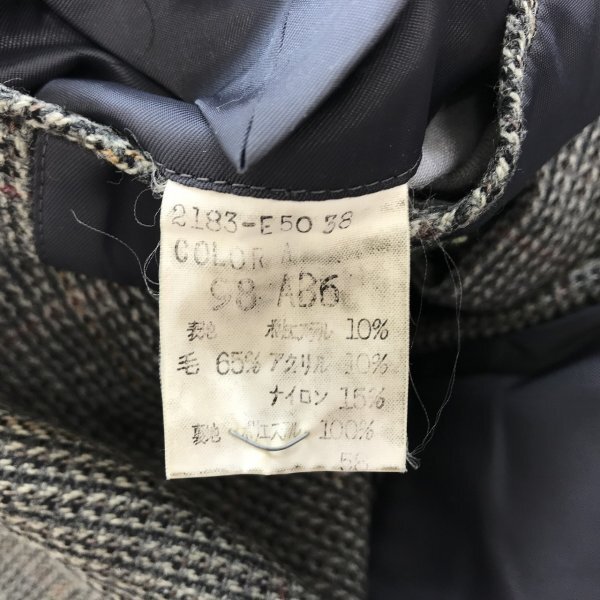 2183-E50 38
COLOR A
98 AB6
表地 ポリエステル 10%
毛 65% アクリル 10%
ナイロン 15%
裏地 ポリエステル 100%
58